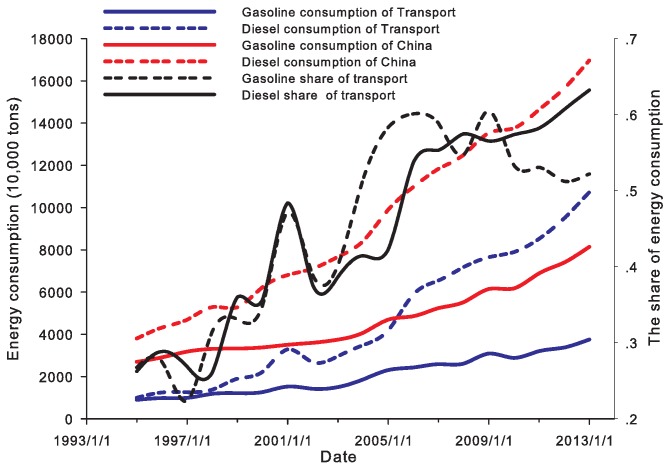 Gasoline consumption of Transport
Diesel consumption of Transport
Gasoline consumption of China
Diesel consumption of China
Gasoline share of transport
Diesel share of transport
Energy consumption (10,000 tons)
18000
16000
14000
12000
10000
8000
6000
4000
2000
0
.7
.6
.5
.4
.3
.2
The share of energy consumption
1993/1/1 1997/1/1 2001/1/1 2005/1/1 2009/1/1 2013/1/1
Date